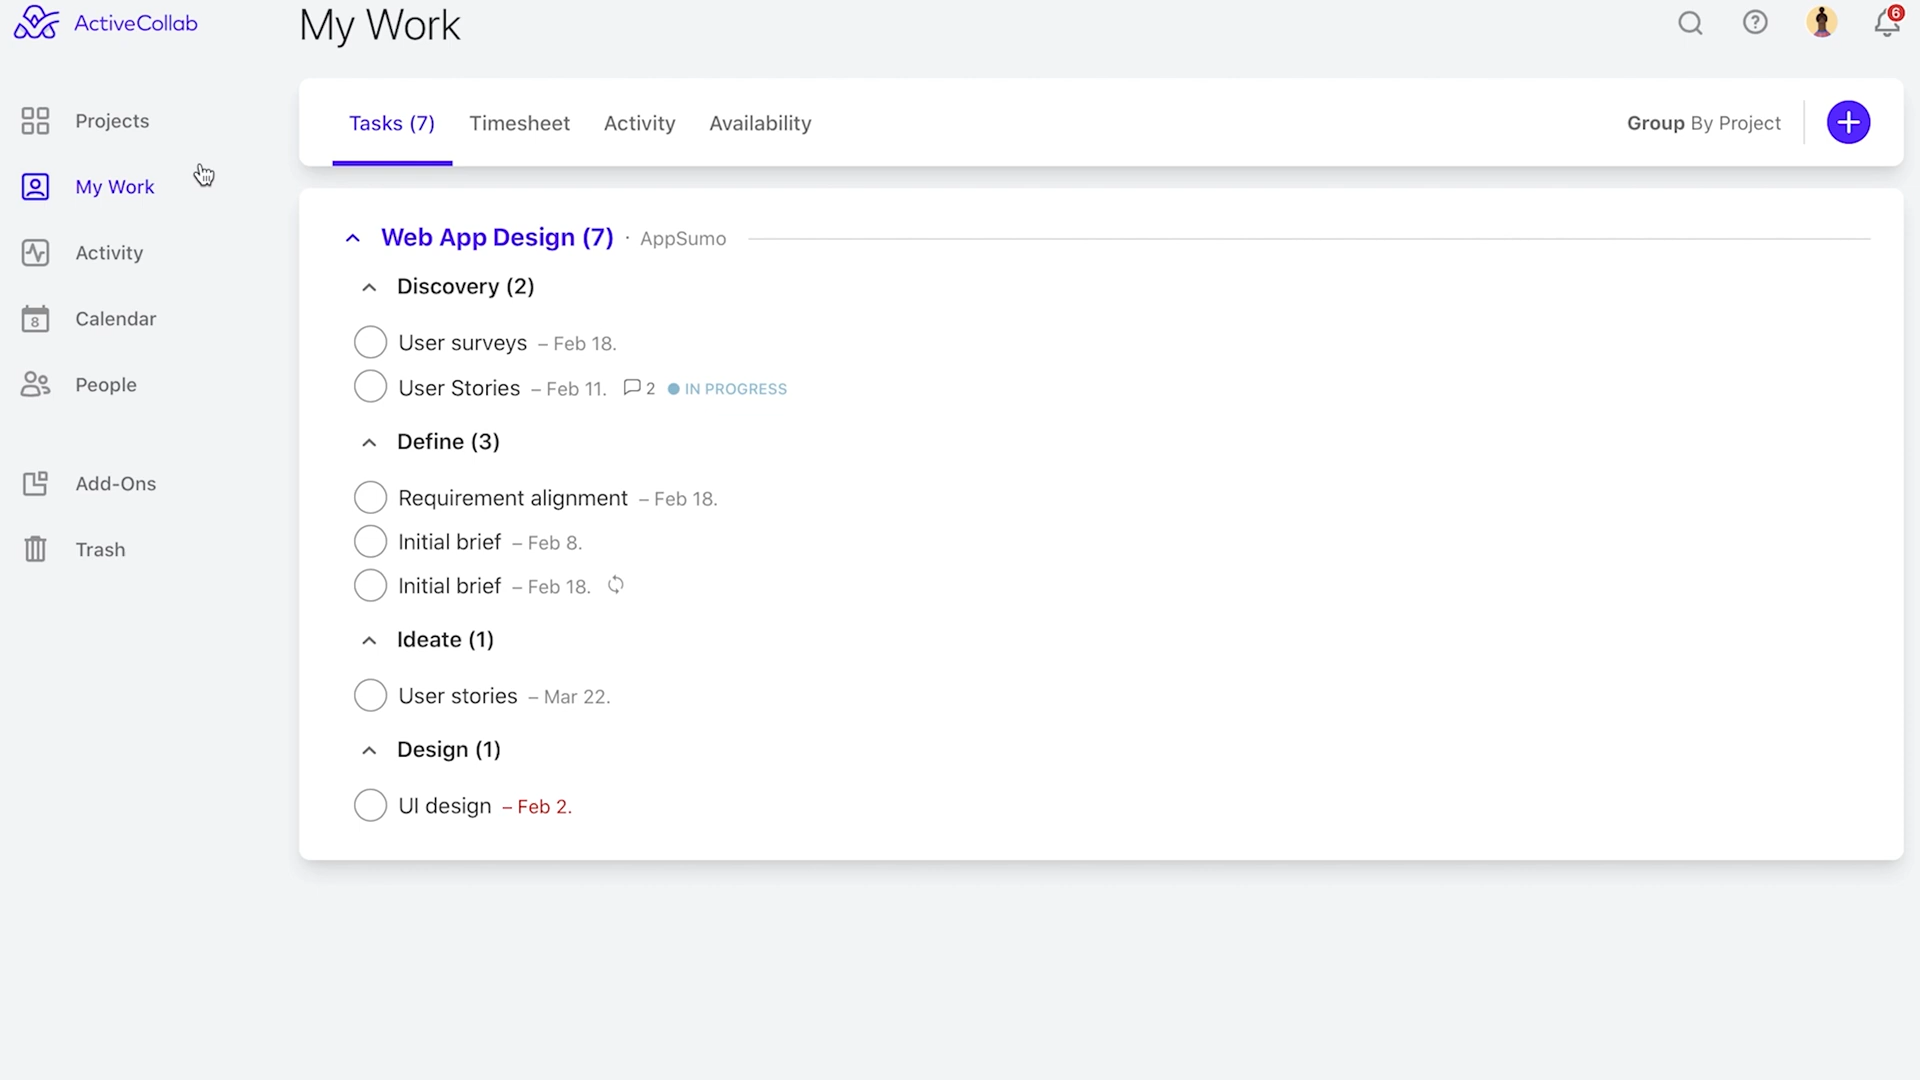 ActiveCollab
My Work
6
Projects
My Work
Activity
8
Calendar
People
Add-Ons
Trash
Tasks (7) Timesheet Activity Availability
Group By Project
Web App Design (7) · AppSumo
Discovery (2)
User surveys – Feb 18.
User Stories – Feb 11. 2 IN PROGRESS
Define (3)
Requirement alignment – Feb 18.
Initial brief – Feb 8.
Initial brief – Feb 18.
Ideate (1)
User stories – Mar 22.
Design (1)
UI design – Feb 2.